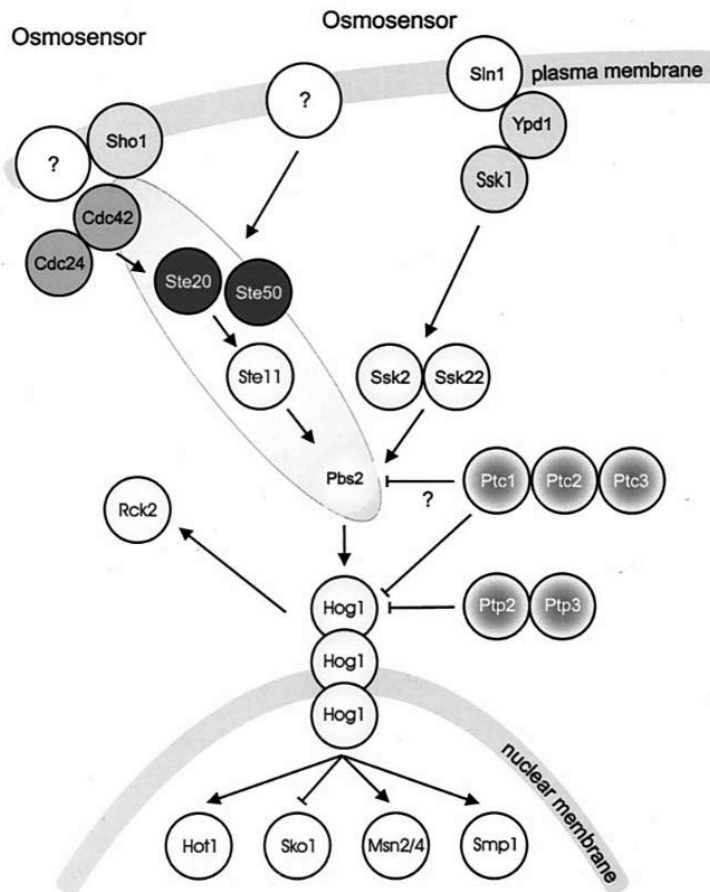 Osmosensor
Osmosensor
Sln1
plasma membrane
?
Ypd1
Sho1
?
Ssk1
Cdc42
Cdc24
Ste20
Ste50
Ste11
Ssk2
Ssk22
Pbs2
Ptc1
Ptc2
Ptc3
?
Rck2
Hog1
Ptp2
Ptp3
Hog1
Hog1
nuclear membrane
Hot1
Sko1
Msn2/4
Smp1